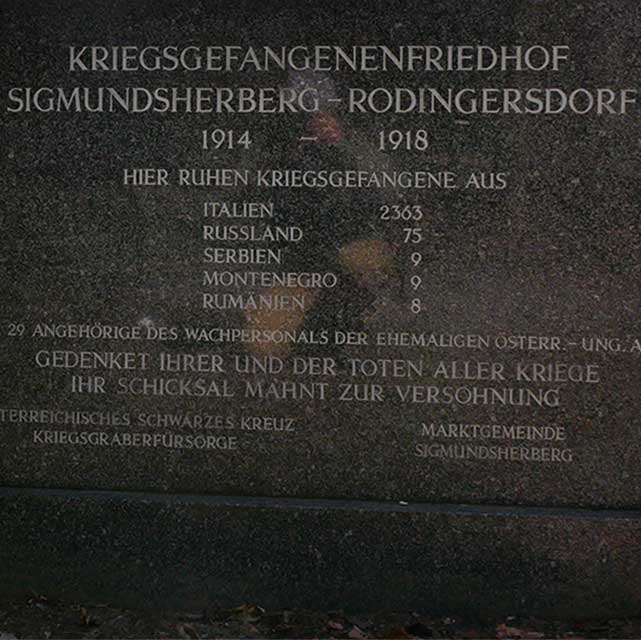 KRIEGSGEFANGENENFRIEDHOF
SIGMUNDSHERBERG – RODINGERSDORF
1914 – 1918
HIER RUHEN KRIEGSGEFANGENE AUS
ITALIEN 2363
RUSSLAND 75
SERBIEN 9
MONTENEGRO 9
RUMÄNIEN 8
29 ANGEHÖRIGE DES WACHPERSONALS DER EHEMALIGEN ÖSTERR.– UNG. A
GEDENKET IHRER UND DER TOTEN ALLER KRIEGE
IHR SCHICKSAL MAHNT ZUR VERSÖHNUNG
TERREICHISCHES SCHWARZES KREUZ
KRIEGSGRÄBERFÜRSORGE
MARKTGEMEINDE
SIGMUNDSHERBERG